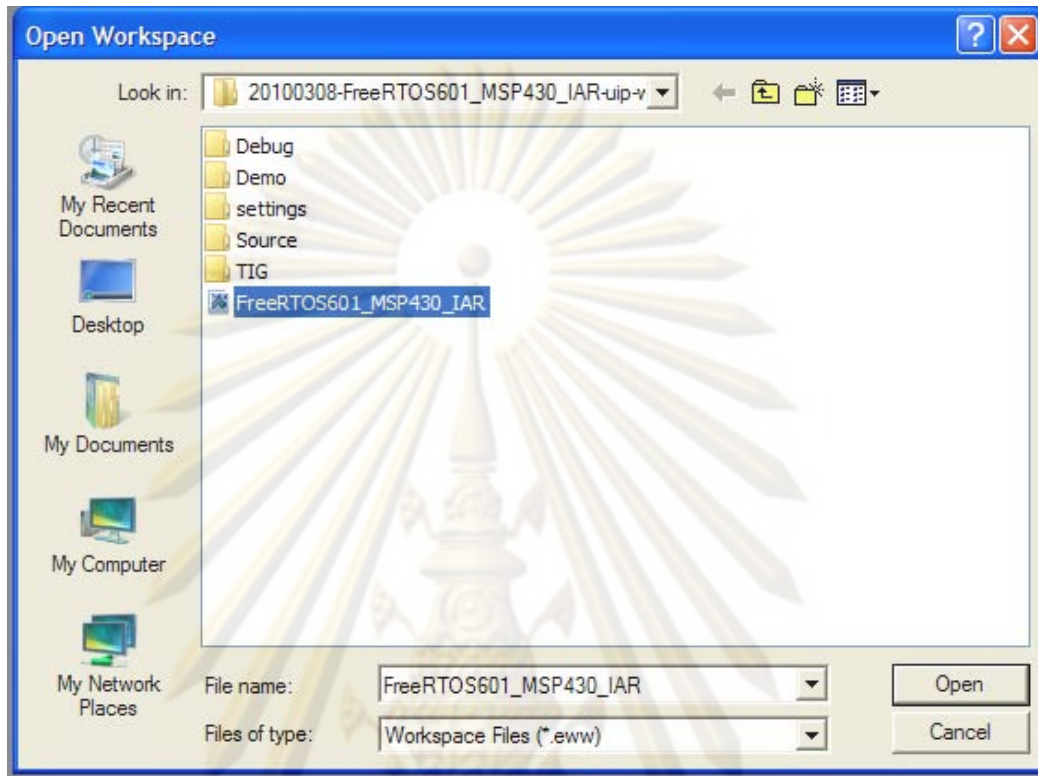 Open Workspace
Look in:
20100308-FreeRTOS601_MSP430_IAR-uip-v
My Recent
Documents
Desktop
My Documents
My Computer
My Network
Places
Debug
Demo
settings
Source
TIG
FreeRTOS601_MSP430_IAR
File name:
FreeRTOS601_MSP430_IAR
Open
Files of type:
Workspace Files (*.eww)
Cancel